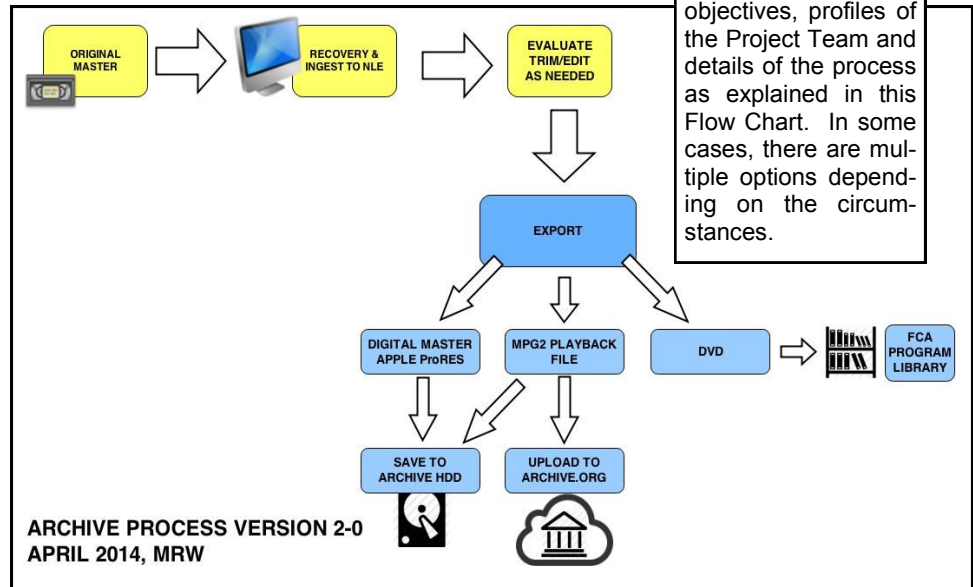 objectives, profiles of
the Project Team and
details of the process
as explained in this
Flow Chart. In some
cases, there are mul-
tiple options depend-
ing on the circum-
stances.
ORIGINAL
MASTER
RECOVERY &
INGEST TO NLE
EVALUATE
TRIM/EDIT
AS NEEDED
EXPORT
DIGITAL MASTER
APPLE ProRES
MPG2 PLAYBACK
FILE
DVD
FCA
PROGRAM
LIBRARY
SAVE TO
ARCHIVE HDD
UPLOAD TO
ARCHIVE.ORG
ARCHIVE PROCESS VERSION 2-0
APRIL 2014, MRW